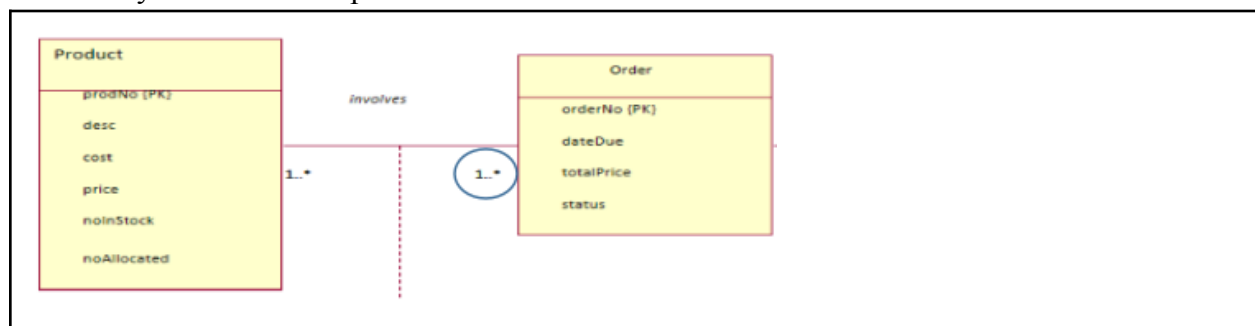 Product
prodNo {PK}
desc
cost
price
noInStock
noAllocated
involves
1..*
1..*
Order
orderNo {PK}
dateDue
totalPrice
status